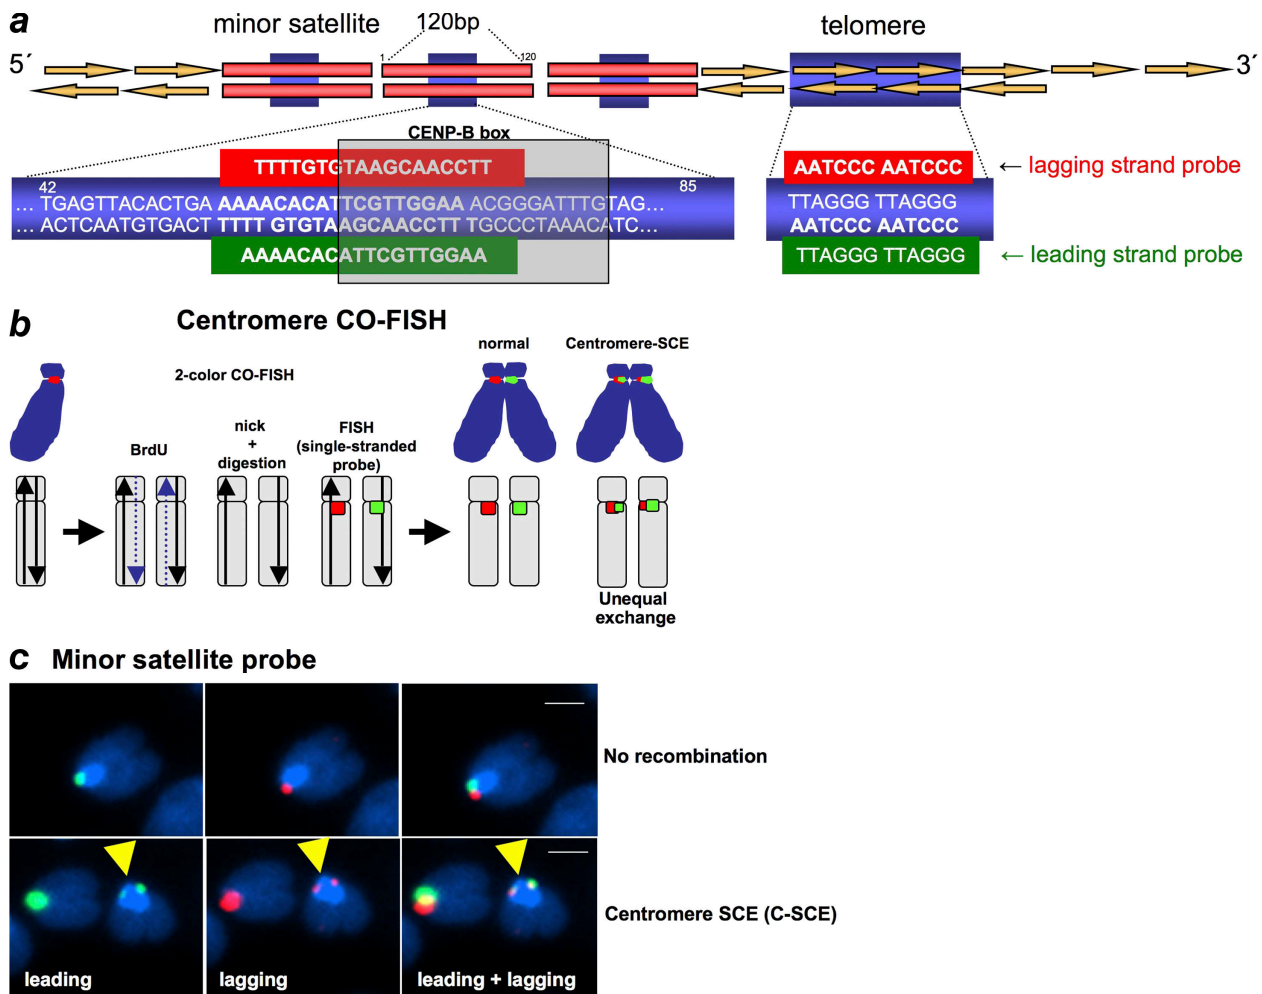 a
minor satellite
120bp
telomere
5´
1
120
3´
CENP-B box
TTTTGTGTAAGCAACCTT
AATCCC AATCCC
← lagging strand probe
42
85
... TGAGTTACACTGA AAAACACATTCGTTGGAA ACGGGATTTGTAG...
TTAGGG TTAGGG
... ACTCAATGTGACT TTTT GTGTAAGCAACCTT TGCCCTAAACATC...
AATCCC AATCCC
AAAACACATTCGTTGGAA
TTAGGG TTAGGG
← leading strand probe
b
Centromere CO-FISH
normal
Centromere-SCE
2-color CO-FISH
BrdU
nick
+
digestion
FISH
(single-stranded
probe)
Unequal
exchange
c Minor satellite probe
No recombination
Centromere SCE (C-SCE)
leading
lagging
leading + lagging